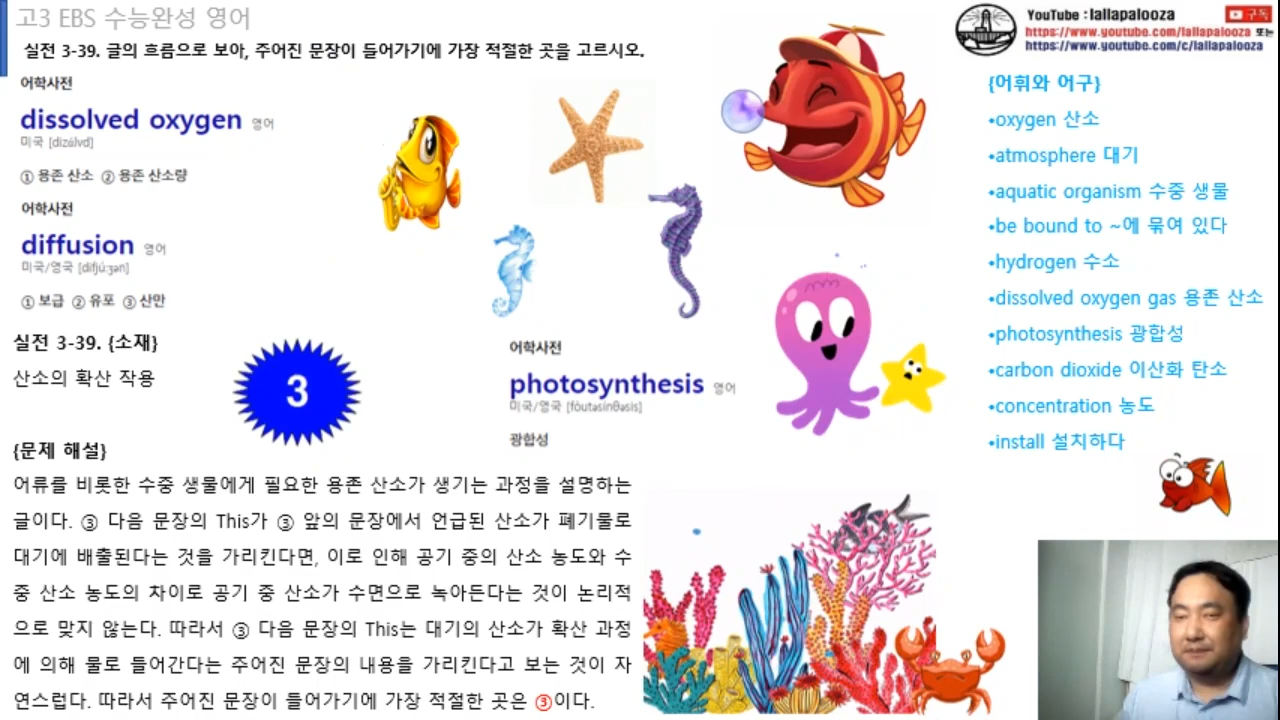 고3 EBS 수능완성 영어
실전 3-39. 글의 흐름으로 보아, 주어진 문장이 들어가기에 가장 적절한 곳을 고르시오.
어학사전
dissolved oxygen 영어
미국 [dizálvd]
① 용존 산소 ② 용존 산소량
어학사전
diffusion 영어
미국/영국 [difjú:ʒən]
① 보급 ② 유포 ③ 산만
실전 3-39. {소재}
산소의 확산 작용
3
어학사전
photosynthesis 영어
미국/영국 [fòutəsínθəsis]
광합성
{문제 해설}
어류를 비롯한 수중 생물에게 필요한 용존 산소가 생기는 과정을 설명하는
글이다. ③ 다음 문장의 This가 ③ 앞의 문장에서 언급된 산소가 폐기물로
대기에 배출된다는 것을 가리킨다면, 이로 인해 공기 중의 산소 농도와 수
중 산소 농도의 차이로 공기 중 산소가 수면으로 녹아든다는 것이 논리적
으로 맞지 않는다. 따라서 ③ 다음 문장의 This는 대기의 산소가 확산 과정
에 의해 물로 들어간다는 주어진 문장의 내용을 가리킨다고 보는 것이 자
연스럽다. 따라서 주어진 문장이 들어가기에 가장 적절한 곳은 ③이다.
YouTube : lallapalooza
구독
https://www.youtube.com/lallapalooza 또는
https://www.youtube.com/c/lallapalooza
{어휘와 어구}
•oxygen 산소
•atmosphere 대기
•aquatic organism 수중 생물
•be bound to ~에 묶여 있다
•hydrogen 수소
•dissolved oxygen gas 용존 산소
•photosynthesis 광합성
•carbon dioxide 이산화 탄소
•concentration 농도
•install 설치하다